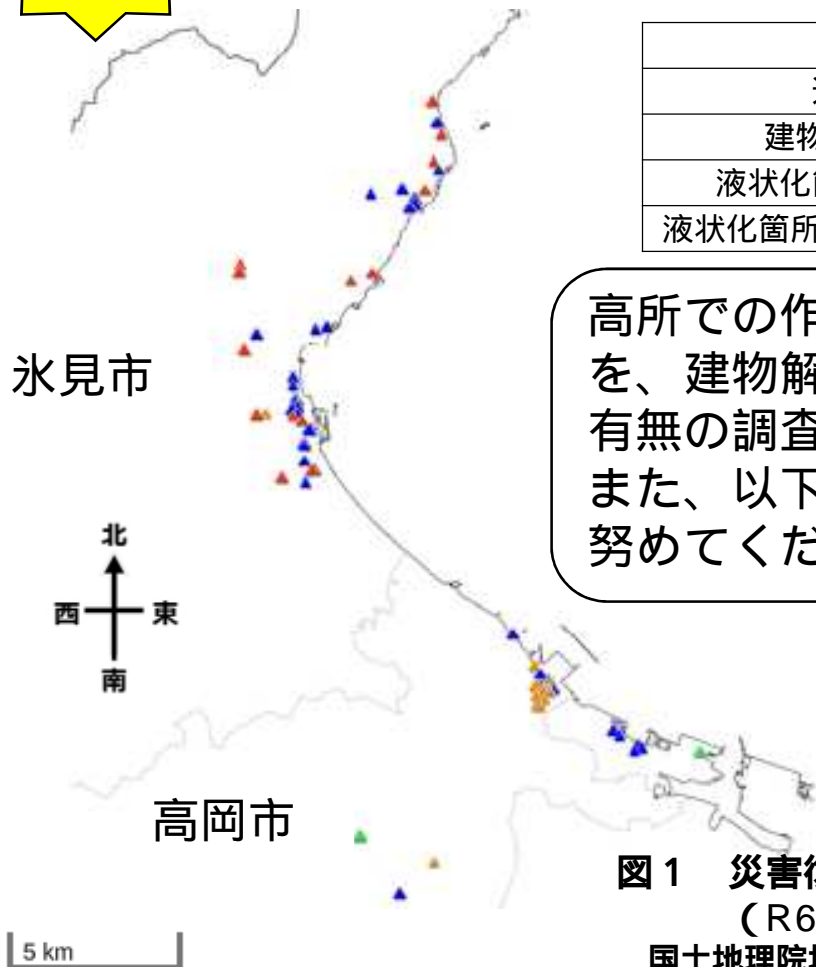 建物
液状化
液状化箇所
高所での作
を、建物解
有無の調査
また、以下
努めてくだ
氷見市
北
西 東
南
高岡市
図１ 災害復
（R6
国土地理院地
5 km